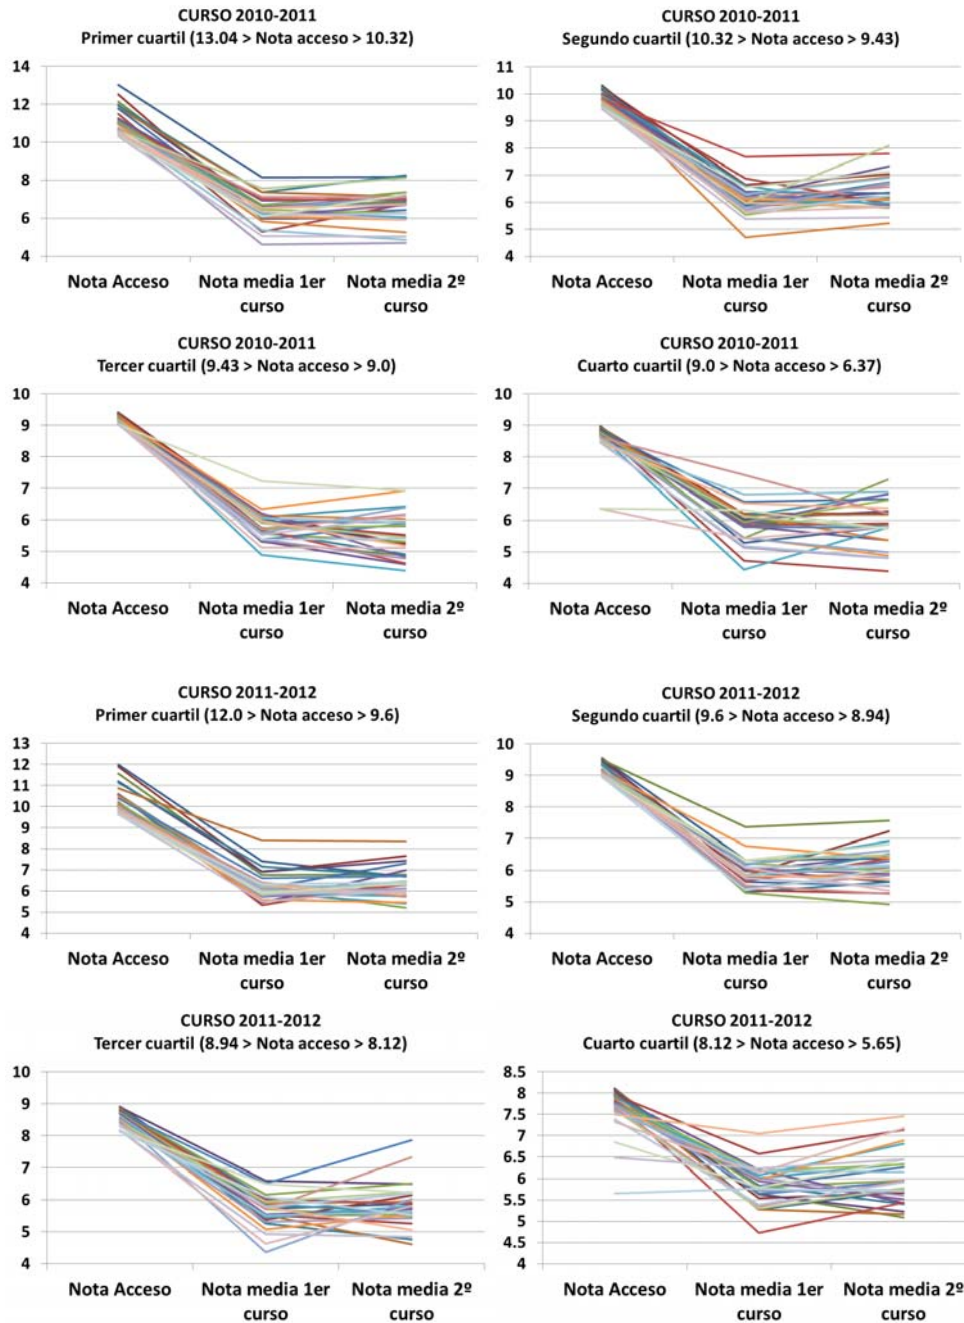 CURSO 2010-2011
Primer cuartil (13.04 > Nota acceso > 10.32)
14
12
10
8
6
4
Nota Acceso
Nota media 1er curso
Nota media 2º curso
CURSO 2010-2011
Segundo cuartil (10.32 > Nota acceso > 9.43)
11
10
9
8
7
6
5
4
Nota Acceso
Nota media 1er curso
Nota media 2º curso
CURSO 2010-2011
Tercer cuartil (9.43 > Nota acceso > 9.0)
10
9
8
7
6
5
4
Nota Acceso
Nota media 1er curso
Nota media 2º curso
CURSO 2010-2011
Cuarto cuartil (9.0 > Nota acceso > 6.37)
10
9
8
7
6
5
4
Nota Acceso
Nota media 1er curso
Nota media 2º curso
CURSO 2011-2012
Primer cuartil (12.0 > Nota acceso > 9.6)
13
12
11
10
9
8
7
6
5
4
Nota Acceso
Nota media 1er curso
Nota media 2º curso
CURSO 2011-2012
Segundo cuartil (9.6 > Nota acceso > 8.94)
10
9
8
7
6
5
4
Nota Acceso
Nota media 1er curso
Nota media 2º curso
CURSO 2011-2012
Tercer cuartil (8.94 > Nota acceso > 8.12)
10
9
8
7
6
5
4
Nota Acceso
Nota media 1er curso
Nota media 2º curso
CURSO 2011-2012
Cuarto cuartil (8.12 > Nota acceso > 5.65)
8.5
8
7.5
7
6.5
6
5.5
5
4.5
4
Nota Acceso
Nota media 1er curso
Nota media 2º curso